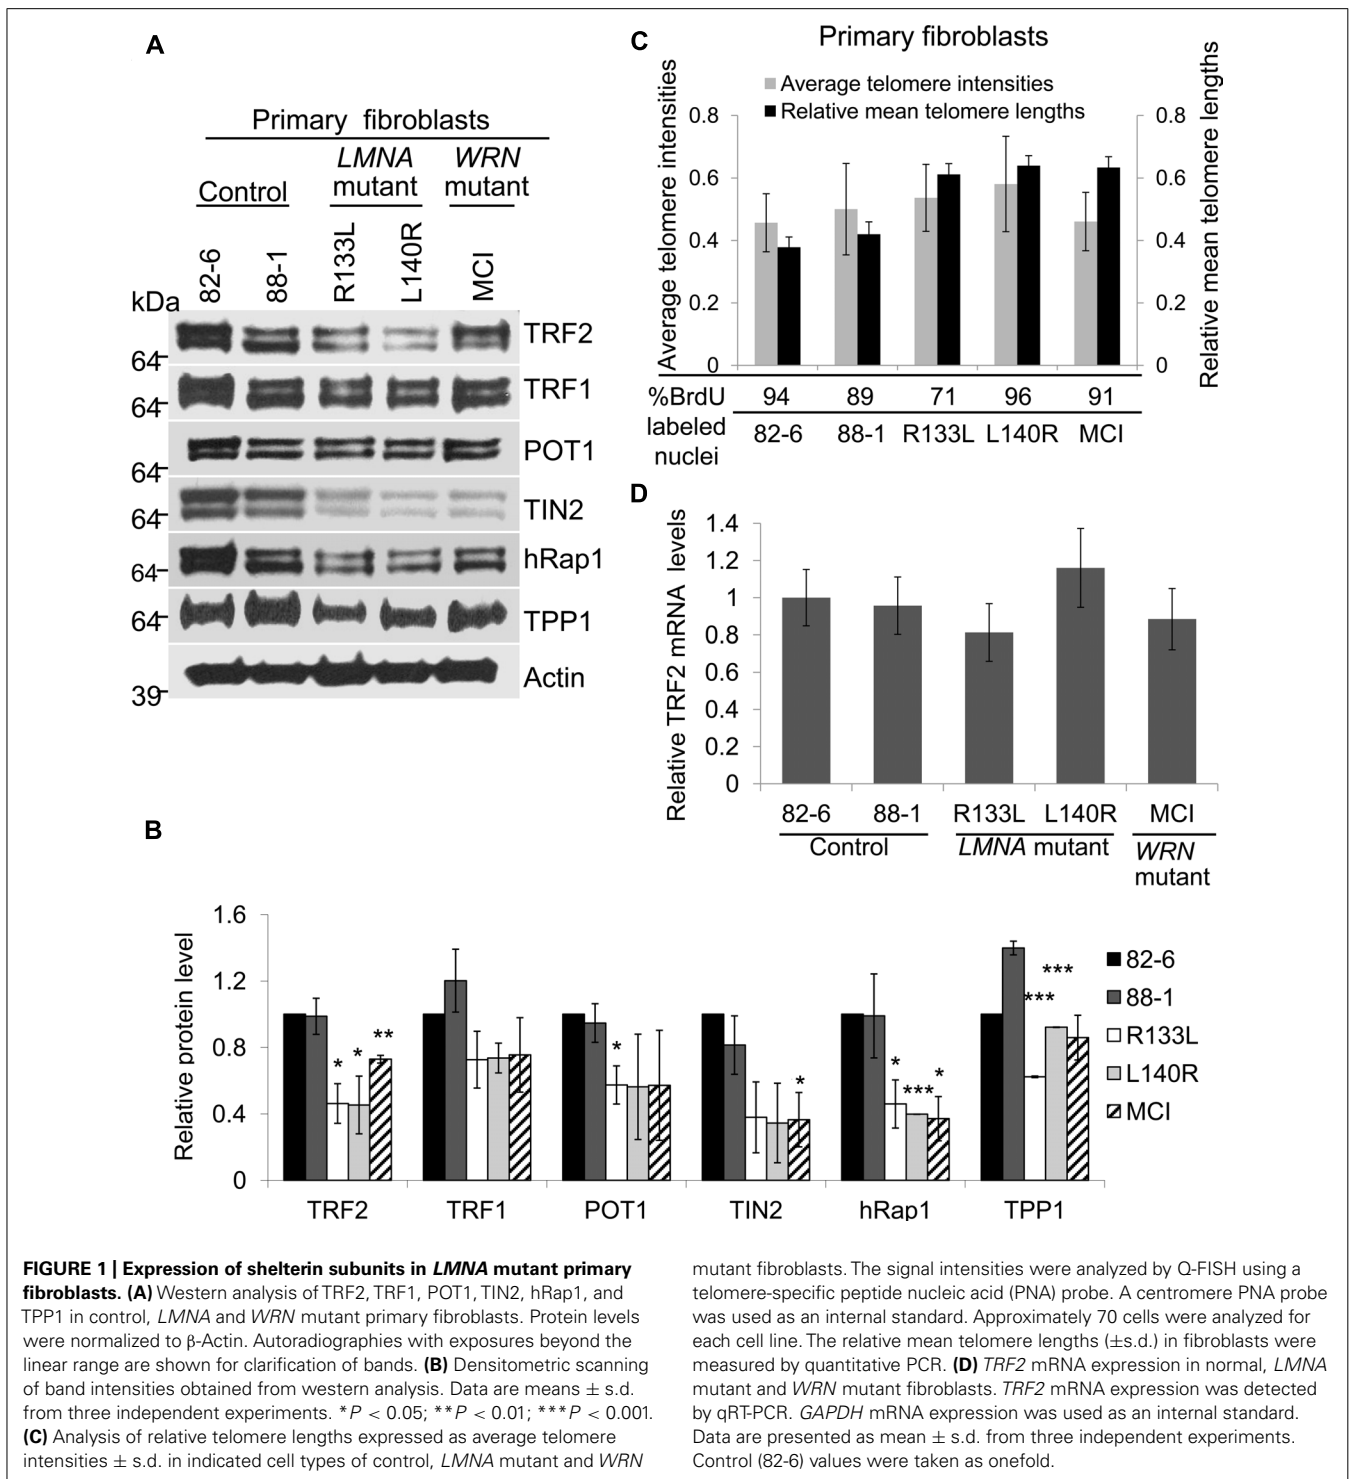 A
Primary fibroblasts
LMNA mutant
WRN mutant
Control
82-6
88-1
R133L
L140R
MCI
kDa
TRF2
64
TRF1
64
POT1
64
TIN2
64
hRap1
64
TPP1
64
Actin
39
C
Primary fibroblasts
Average telomere intensities
Relative mean telomere lengths
Average telomere intensities
0.8
0.6
0.4
0.2
0
Relative mean telomere lengths
0.8
0.6
0.4
0.2
0
%BrdU labeled nuclei
94 89 71 96 91
82-6 88-1 R133L L140R MCI
D
Relative TRF2 mRNA levels
1.4
1.2
1
0.8
0.6
0.4
0.2
0
82-6 88-1 R133L L140R MCI
Control LMNA mutant WRN mutant
B
Relative protein level
1.6
1.2
0.8
0.4
0
* * **
*
*
* *** *
*** ***
TRF2 TRF1 POT1 TIN2 hRap1 TPP1
82-6
88-1
R133L
L140R
MCI
FIGURE 1 | Expression of shelterin subunits in LMNA mutant primary
fibroblasts. (A) Western analysis of TRF2, TRF1, POT1, TIN2, hRap1, and
TPP1 in control, LMNA and WRN mutant primary fibroblasts. Protein levels
were normalized to β-Actin. Autoradiographies with exposures beyond the
linear range are shown for clarification of bands. (B) Densitometric scanning
of band intensities obtained from western analysis. Data are means ± s.d.
from three independent experiments. *P < 0.05; **P < 0.01; ***P < 0.001.
(C) Analysis of relative telomere lengths expressed as average telomere
intensities ± s.d. in indicated cell types of control, LMNA mutant and WRN
mutant fibroblasts. The signal intensities were analyzed by Q-FISH using a
telomere-specific peptide nucleic acid (PNA) probe. A centromere PNA probe
was used as an internal standard. Approximately 70 cells were analyzed for
each cell line. The relative mean telomere lengths (±s.d.) in fibroblasts were
measured by quantitative PCR. (D) TRF2 mRNA expression in normal, LMNA
mutant and WRN mutant fibroblasts. TRF2 mRNA expression was detected
by qRT-PCR. GAPDH mRNA expression was used as an internal standard.
Data are presented as mean ± s.d. from three independent experiments.
Control (82-6) values were taken as onefold.